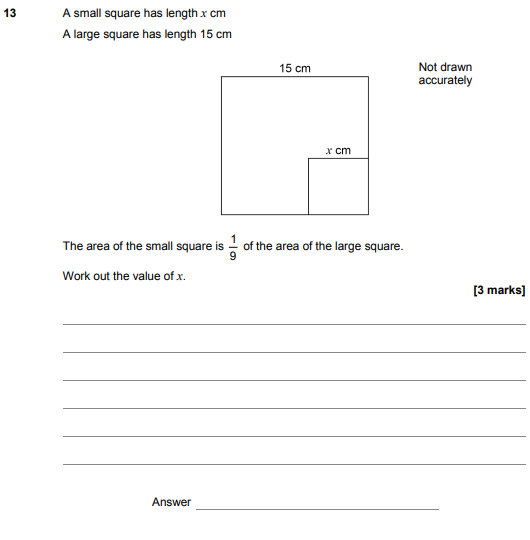 13 A small square has length x cm
A large square has length 15 cm
15 cm
Not drawn
accurately
x cm
The area of the small square is 1/9 of the area of the large square.
Work out the value of x.
[3 marks]
Answer